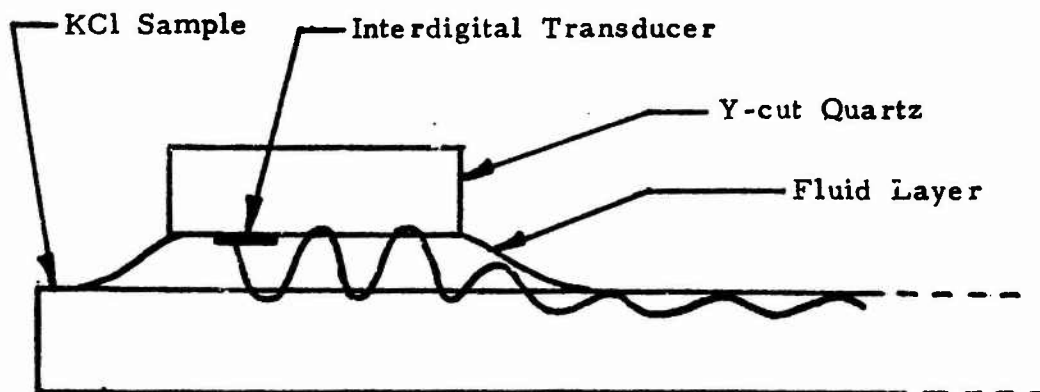 KCl Sample
Interdigital Transducer
Y-cut Quartz
Fluid Layer